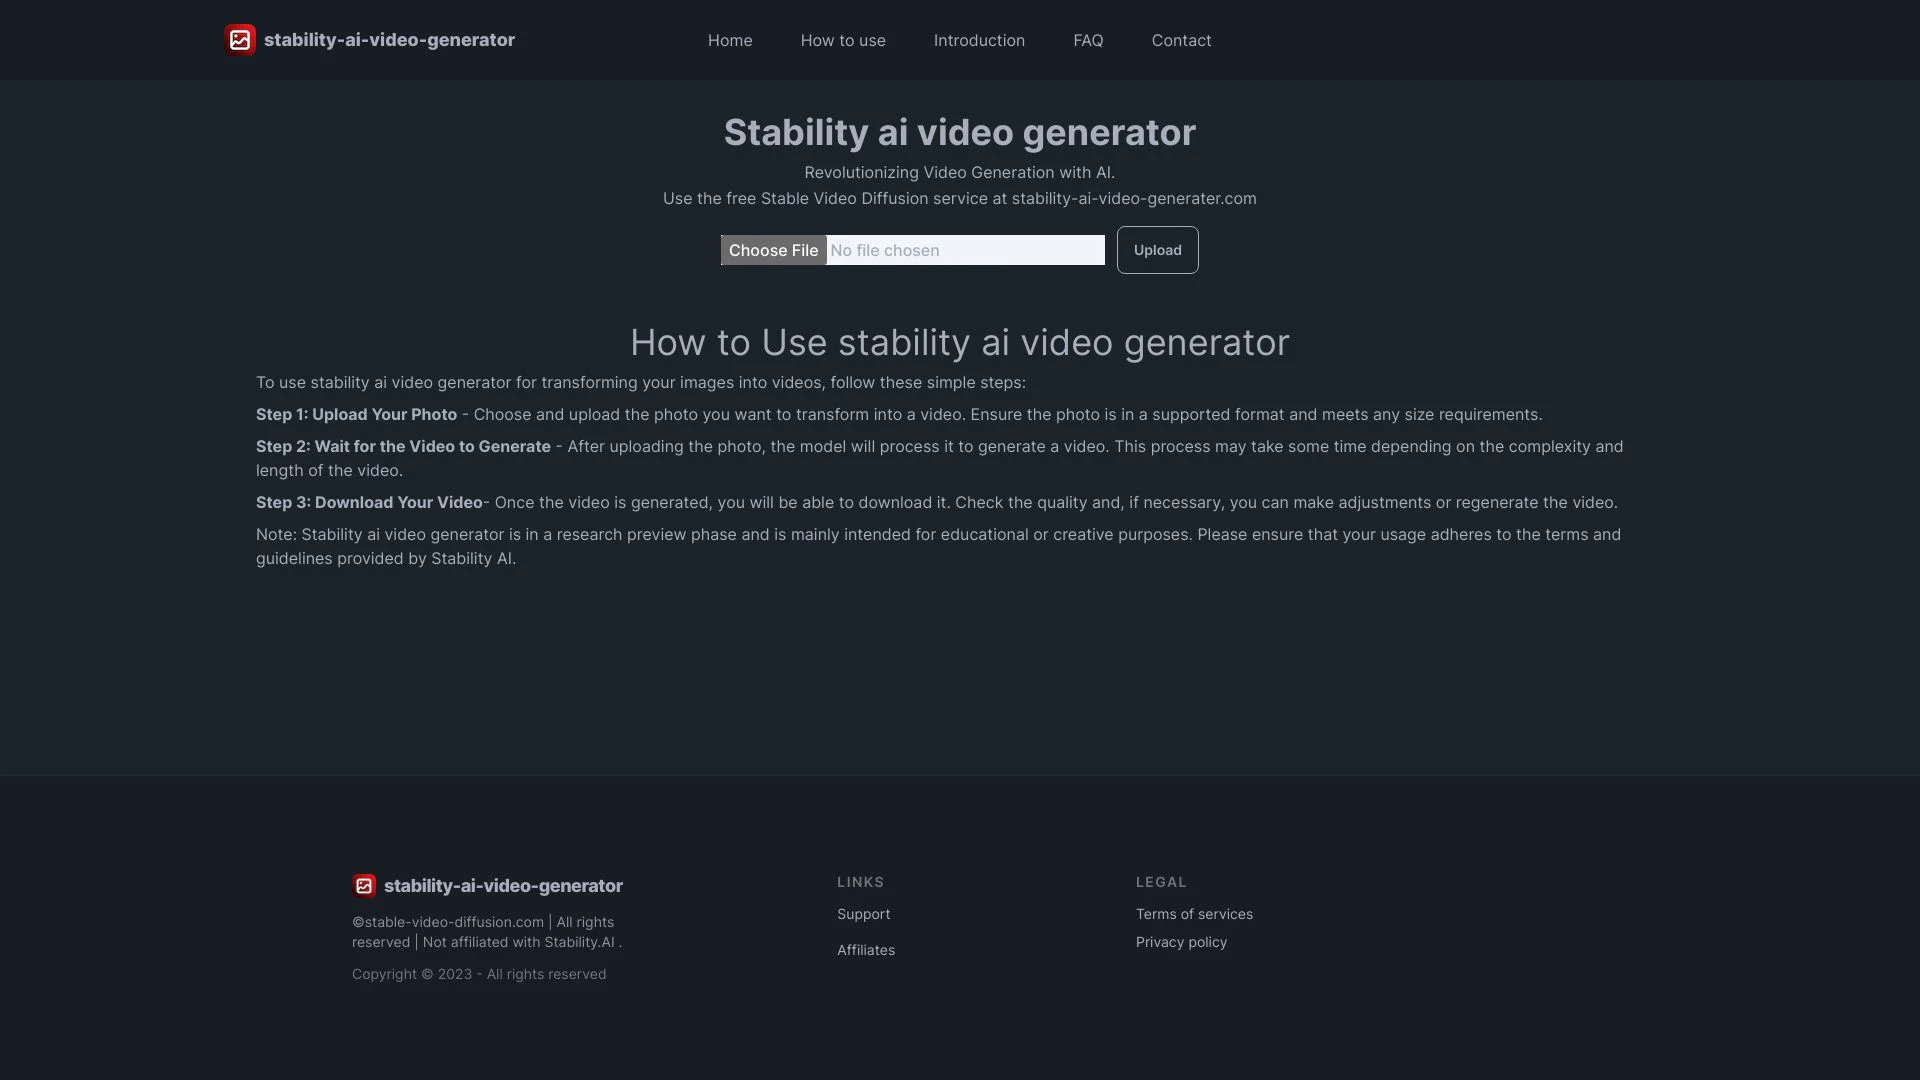 stability-ai-video-generator
Home
How to use
Introduction
FAQ
Contact
Stability ai video generator
Revolutionizing Video Generation with AI.
Use the free Stable Video Diffusion service at stability-ai-video-generater.com
Choose File No file chosen
Upload
How to Use stability ai video generator
To use stability ai video generator for transforming your images into videos, follow these simple steps:
Step 1: Upload Your Photo - Choose and upload the photo you want to transform into a video. Ensure the photo is in a supported format and meets any size requirements.
Step 2: Wait for the Video to Generate - After uploading the photo, the model will process it to generate a video. This process may take some time depending on the complexity and
length of the video.
Step 3: Download Your Video- Once the video is generated, you will be able to download it. Check the quality and, if necessary, you can make adjustments or regenerate the video.
Note: Stability ai video generator is in a research preview phase and is mainly intended for educational or creative purposes. Please ensure that your usage adheres to the terms and
guidelines provided by Stability AI.
stability-ai-video-generator
©stable-video-diffusion.com | All rights
reserved | Not affiliated with Stability.AI .
Copyright © 2023 - All rights reserved
LINKS
Support
Affiliates
LEGAL
Terms of services
Privacy policy